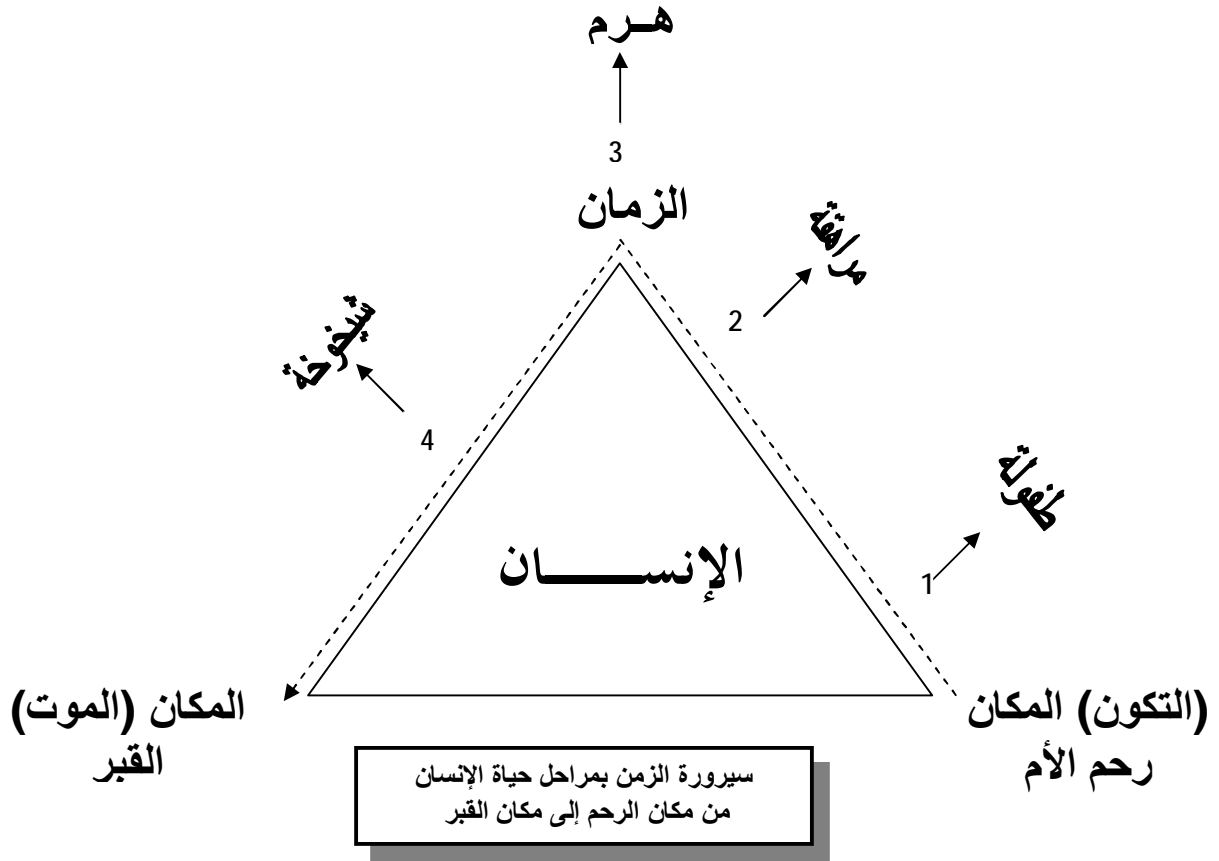 هـرم
3
الزمان
مراهقة
2
شيخوخة
4
طفولة
1
الإنســـــان
(التكون) المكان
رحم الأم
المكان (الموت)
القبر
سيرورة الزمن بمراحل حياة الإنسان
من مكان الرحم إلى مكان القبر